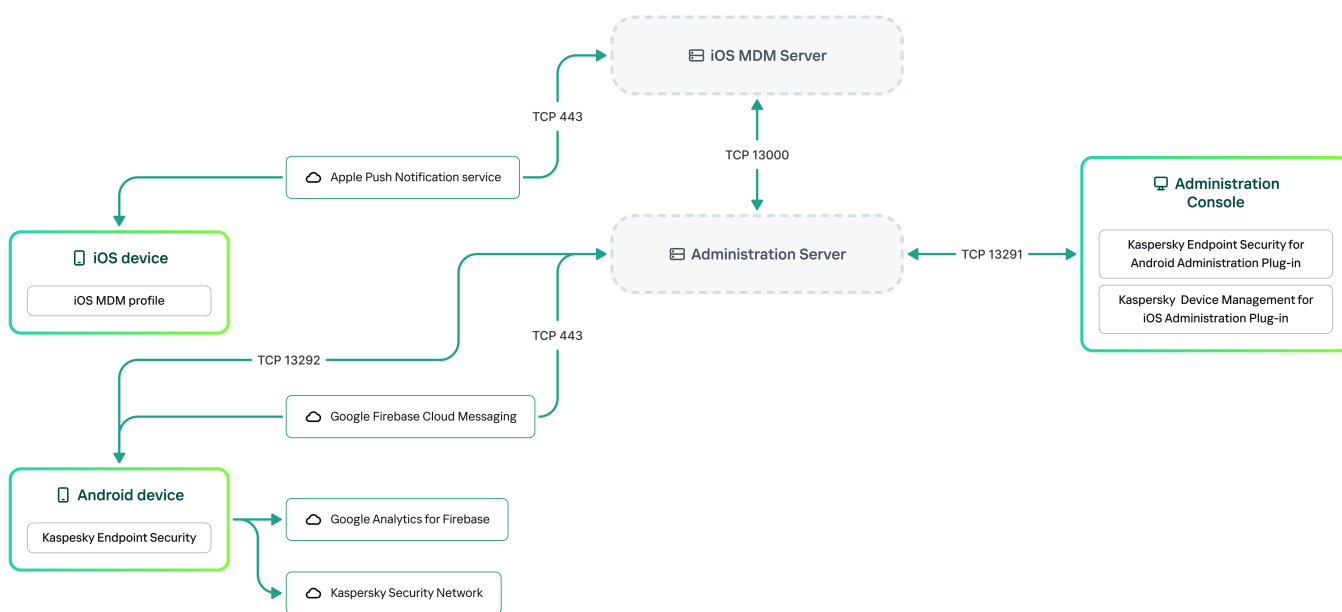 iOS MDM Server
TCP 443
TCP 13000
Apple Push Notification service
Administration
Console
Kaspersky Endpoint Security for
Android Administration Plug-in
Kaspersky Device Management for
iOS Administration Plug-in
iOS device
iOS MDM profile
Administration Server
TCP 13291
TCP 443
TCP 13292
Google Firebase Cloud Messaging
Android device
Kaspesky Endpoint Security
Google Analytics for Firebase
Kaspersky Security Network